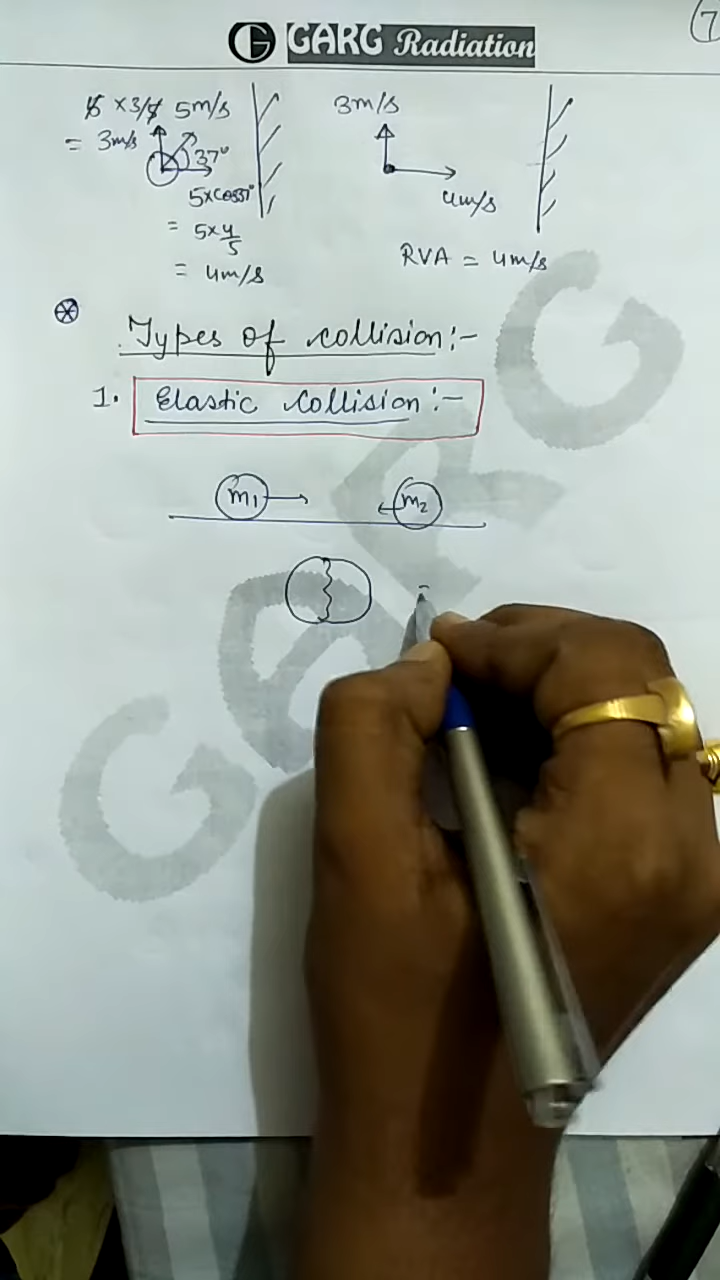 7
G GARG Radiation
5 × 3/5 5m/s
= 3m/s
37°
5×cos37°
= 5×4/5
= 4m/s
3m/s
4m/s
RVA = 4m/s
Types of collision:-
1. Elastic Collision:-
m1 m2
GARG